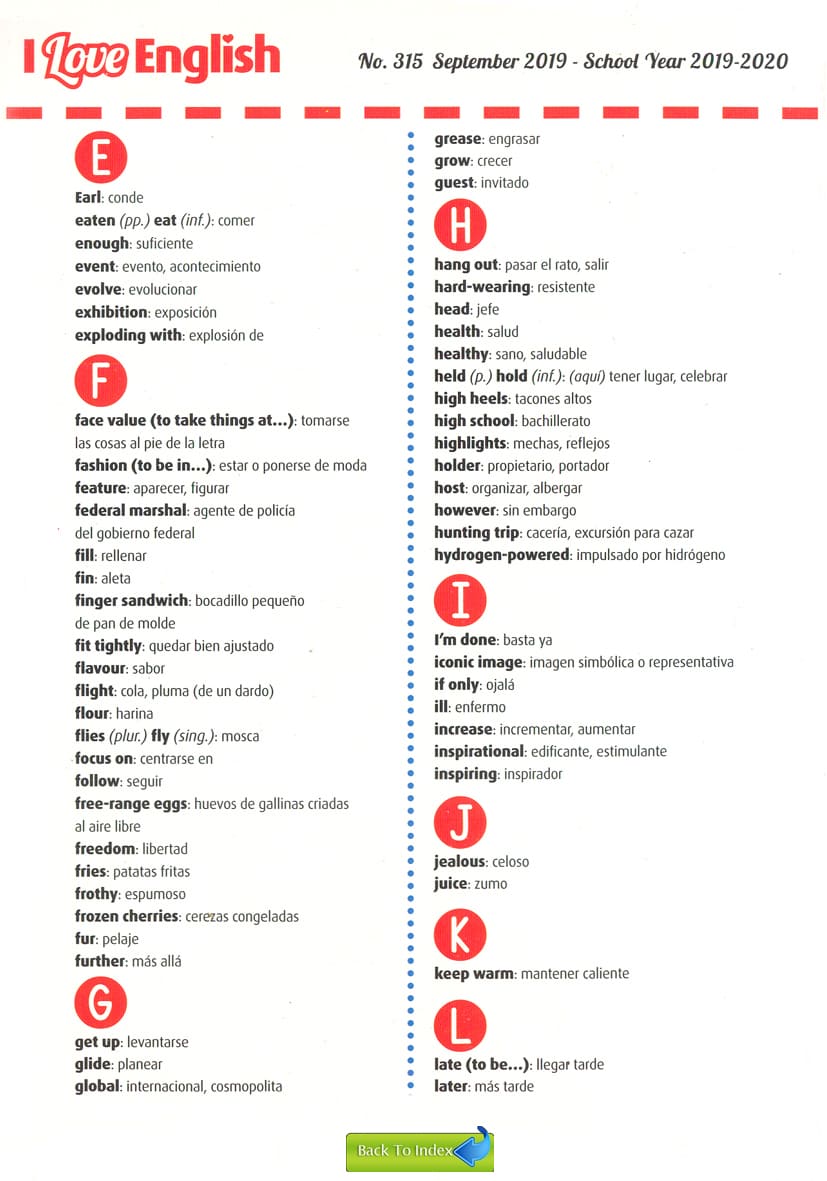 I Love English
No. 315 September 2019 - School Year 2019-2020
E
Earl: conde
eaten (pp.) eat (inf.): comer
enough: suficiente
event: evento, acontecimiento
evolve: evolucionar
exhibition: exposición
exploding with: explosión de
F
face value (to take things at...): tomarse
las cosas al pie de la letra
fashion (to be in...): estar o ponerse de moda
feature: aparecer, figurar
federal marshal: agente de policía
del gobierno federal
fill: rellenar
fin: aleta
finger sandwich: bocadillo pequeño
de pan de molde
fit tightly: quedar bien ajustado
flavour: sabor
flight: cola, pluma (de un dardo)
flour: harina
flies (plur.) fly (sing.): mosca
focus on: centrarse en
follow: seguir
free-range eggs: huevos de gallinas criadas
al aire libre
freedom: libertad
fries: patatas fritas
frothy: espumoso
frozen cherries: cerezas congeladas
fur: pelaje
further: más allá
G
get up: levantarse
glide: planear
global: internacional, cosmopolita
grease: engrasar
grow: crecer
guest: invitado
H
hang out: pasar el rato, salir
hard-wearing: resistente
head: jefe
health: salud
healthy: sano, saludable
held (p.) hold (inf.): (aquí) tener lugar, celebrar
high heels: tacones altos
high school: bachillerato
highlights: mechas, reflejos
holder: propietario, portador
host: organizar, albergar
however: sin embargo
hunting trip: cacería, excursión para cazar
hydrogen-powered: impulsado por hidrógeno
I
I'm done: basta ya
iconic image: imagen simbólica o representativa
if only: ojalá
ill: enfermo
increase: incrementar, aumentar
inspirational: edificante, estimulante
inspiring: inspirador
J
jealous: celoso
juice: zumo
K
keep warm: mantener caliente
L
late (to be...): llegar tarde
later: más tarde
Back To Index